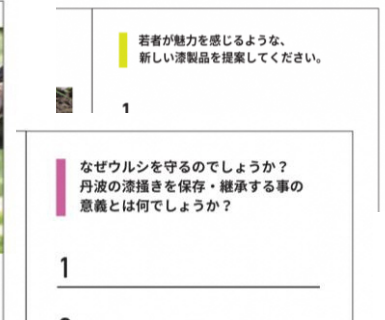 若者が魅力を感じるような、
新しい漆製品を提案してください。
1
なぜウルシを守るのでしょうか？
丹波の漆掻きを保存・継承する事の
意義とは何でしょうか？
1